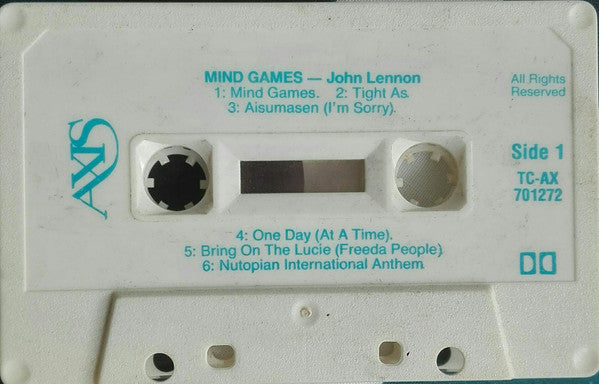 MIND GAMES — John Lennon
1: Mind Games. 2: Tight As.
3: Aisumasen (I'm Sorry).
All Rights
Reserved
AXIS
Side 1
TC-AX
701272
4: One Day (At A Time).
5: Bring On The Lucie (Freeda People).
6: Nutopian International Anthem.